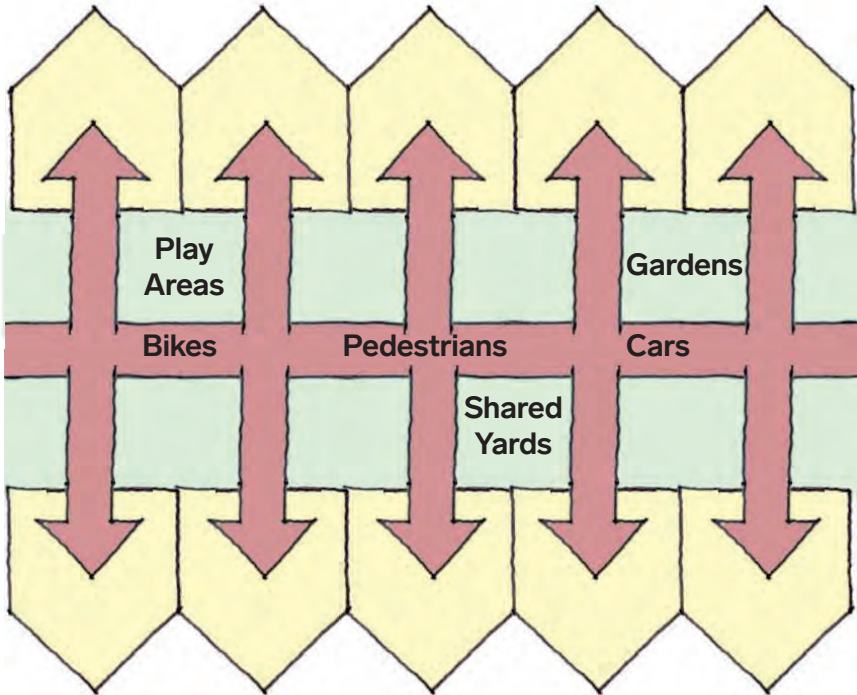 Play
Areas
Gardens
Bikes
Pedestrians
Cars
Shared
Yards